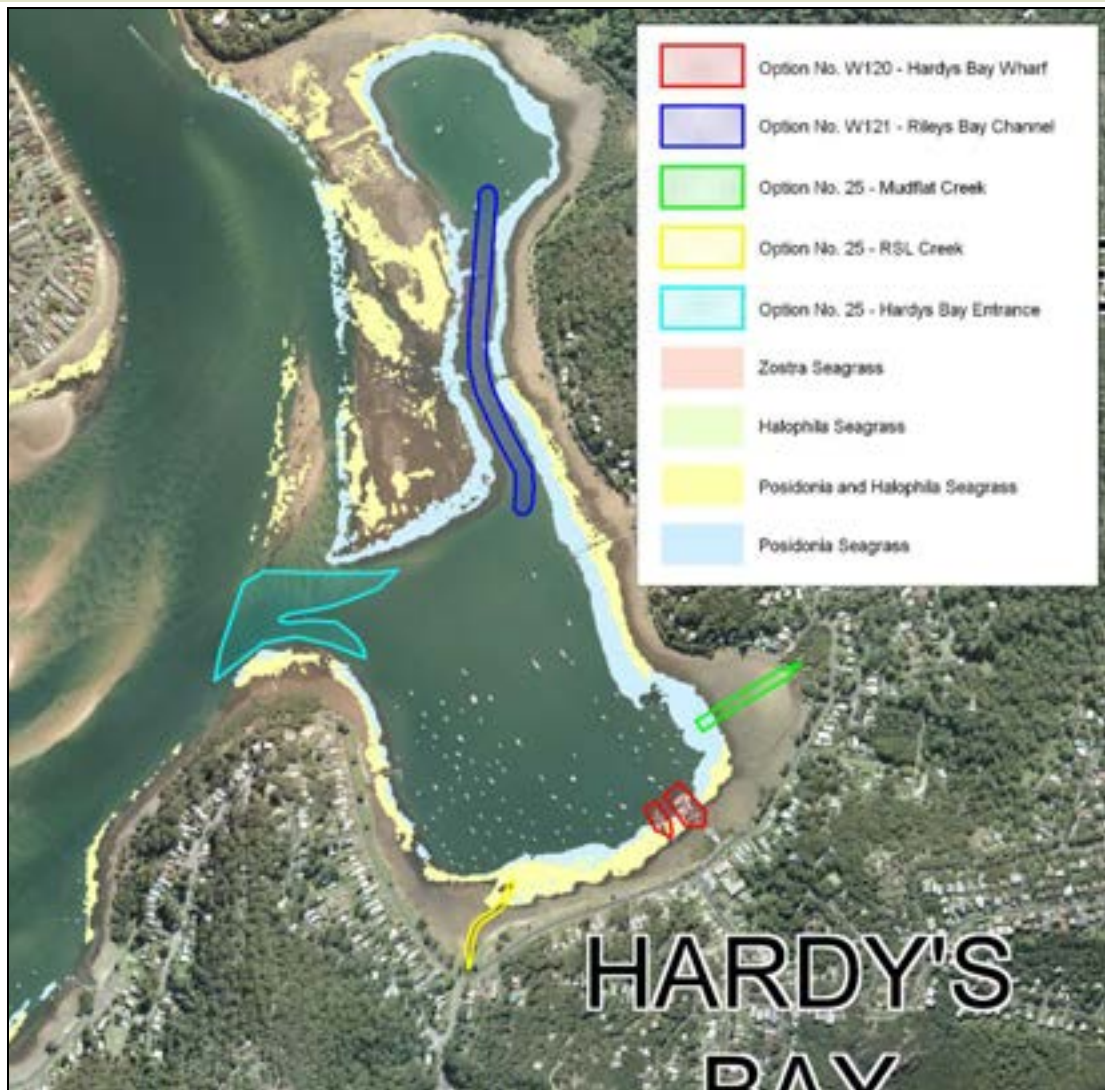 Option No. W120 - Hardys Bay Wharf
Option No. W121 - Rileys Bay Channel
Option No. 25 - Mudflat Creek
Option No. 25 - RSL Creek
Option No. 25 - Hardys Bay Entrance
Zostra Seagrass
Halophila Seagrass
Posidonia and Halophila Seagrass
Posidonia Seagrass
HARDY'S
BAY